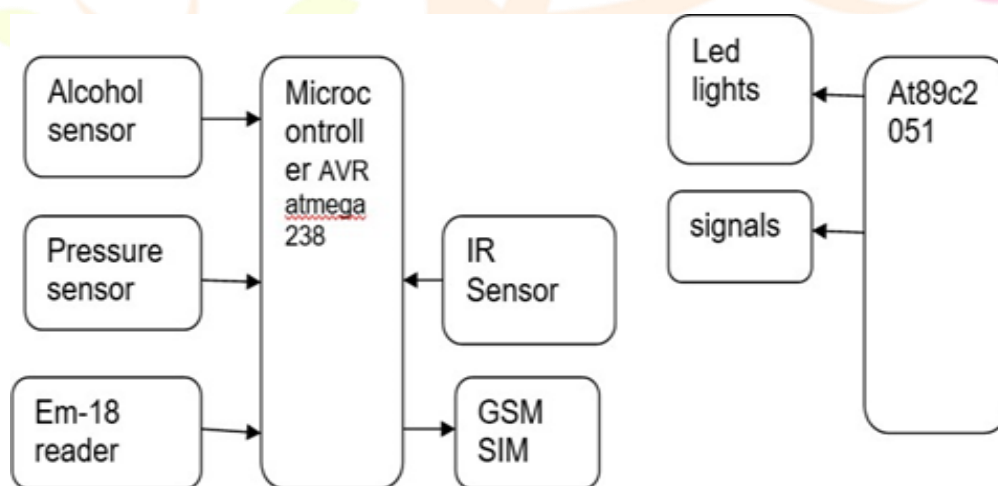 Alcohol
sensor
Pressure
sensor
Em-18
reader
Microc
ontroll
er AVR
atmega
238
IR
Sensor
GSM
SIM
Led
lights
signals
At89c2
051